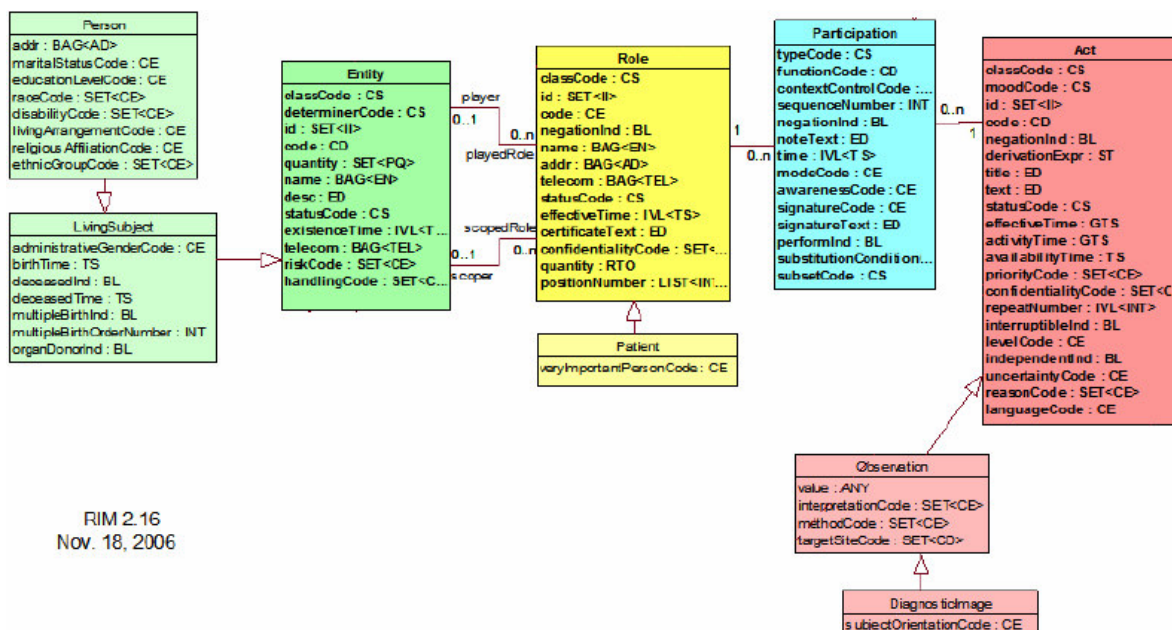 Person
addr : BAG<AD>
maritalStatusCode : CE
educationLevelCode : CE
raceCode : SET<CE>
disabilityCode : SET<CE>
livingArrangementCode : CE
religiousAffiliationCode : CE
ethnicGroupCode : SET<CE>
LivingSubject
administrativeGenderCode : CE
birthTime : TS
deceasedInd : BL
deceasedTime : TS
multipleBirthInd : BL
multipleBirthOrderNumber : INT
organDonorInd : BL
Entity
classCode : CS
determinerCode : CS
id : SET<II>
code : CD
quantity : SET<PQ>
name : BAG<EN>
desc : ED
statusCode : CS
existenceTime : IVL<T...
telecom : BAG<TEL>
riskCode : SET<CE>
handlingCode : SET<C...
player
0..1
0..n
playedRole
scopedRole
0..1
0..n
scoper
Role
classCode : CS
id : SET<II>
code : CE
negationInd : BL
name : BAG<EN>
addr : BAG<AD>
telecom : BAG<TEL>
statusCode : CS
effectiveTime : IVL<TS>
certificateText : ED
confidentialityCode : SET<...
quantity : RTO
positionNumber : LIST<INT...
Patient
veryImportantPersonCode : CE
1
0..n
Participation
typeCode : CS
functionCode : CD
contextControlCode :...
sequenceNumber : INT
negationInd : BL
noteText : ED
time : IVL<TS>
modeCode : CE
awarenessCode : CE
signatureCode : CE
signatureText : ED
performInd : BL
substitutionCondition...
subsetCode : CS
0..n
1
Act
classCode : CS
moodCode : CS
id : SET<II>
code : CD
negationInd : BL
derivationExpr : ST
title : ED
text : ED
statusCode : CS
effectiveTime : GTS
activityTime : GTS
availabilityTime : TS
priorityCode : SET<CE>
confidentialityCode : SET<C
repeatNumber : IVL<INT>
interruptibleInd : BL
levelCode : CE
independentInd : BL
uncertaintyCode : CE
reasonCode : SET<CE>
languageCode : CE
Observation
value : ANY
interpretationCode : SET<CE>
methodCode : SET<CE>
targetSiteCode : SET<CD>
DiagnosticImage
subjectOrientationCode : CE
RIM 2.16
Nov. 18, 2006